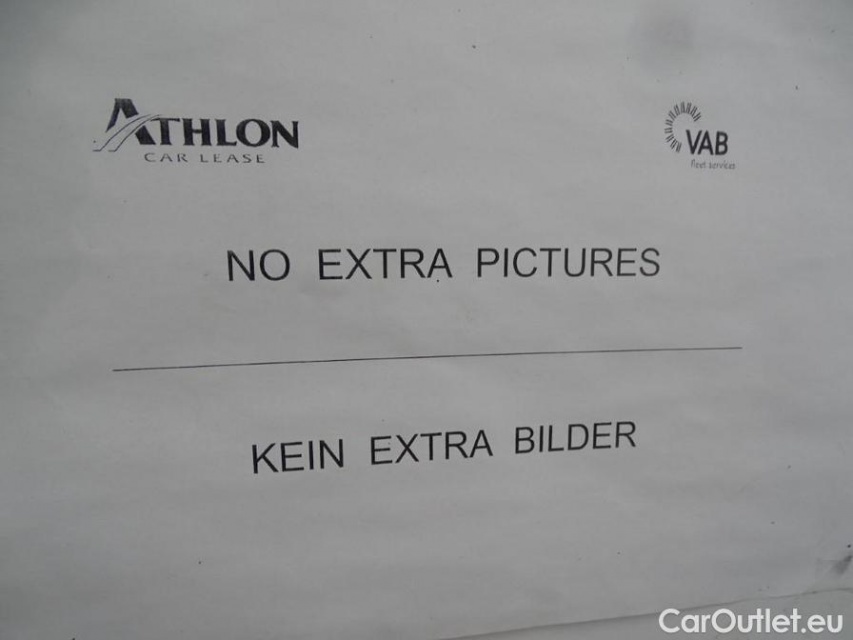 ATHLON
CAR LEASE
VAB
fleet services
NO EXTRA PICTURES
KEIN EXTRA BILDER
CarOutlet.eu